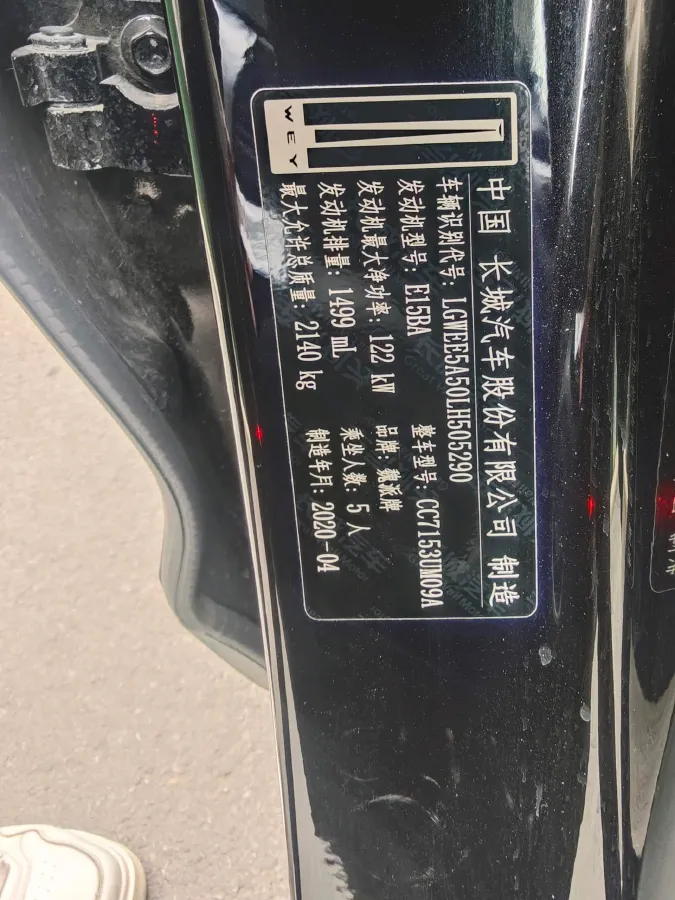 WEY
中国 长城汽车股份有限公司 制造
车辆识别代号: LGWEE5A50LH505290
发动机型号: E15BA 整车型号: CC7153UM09A
发动机最大净功率: 122 kW 品牌: 魏派牌
发动机排量: 1499 mL 乘坐人数: 5 人
最大允许总质量: 2140 kg 制造年月: 2020-04